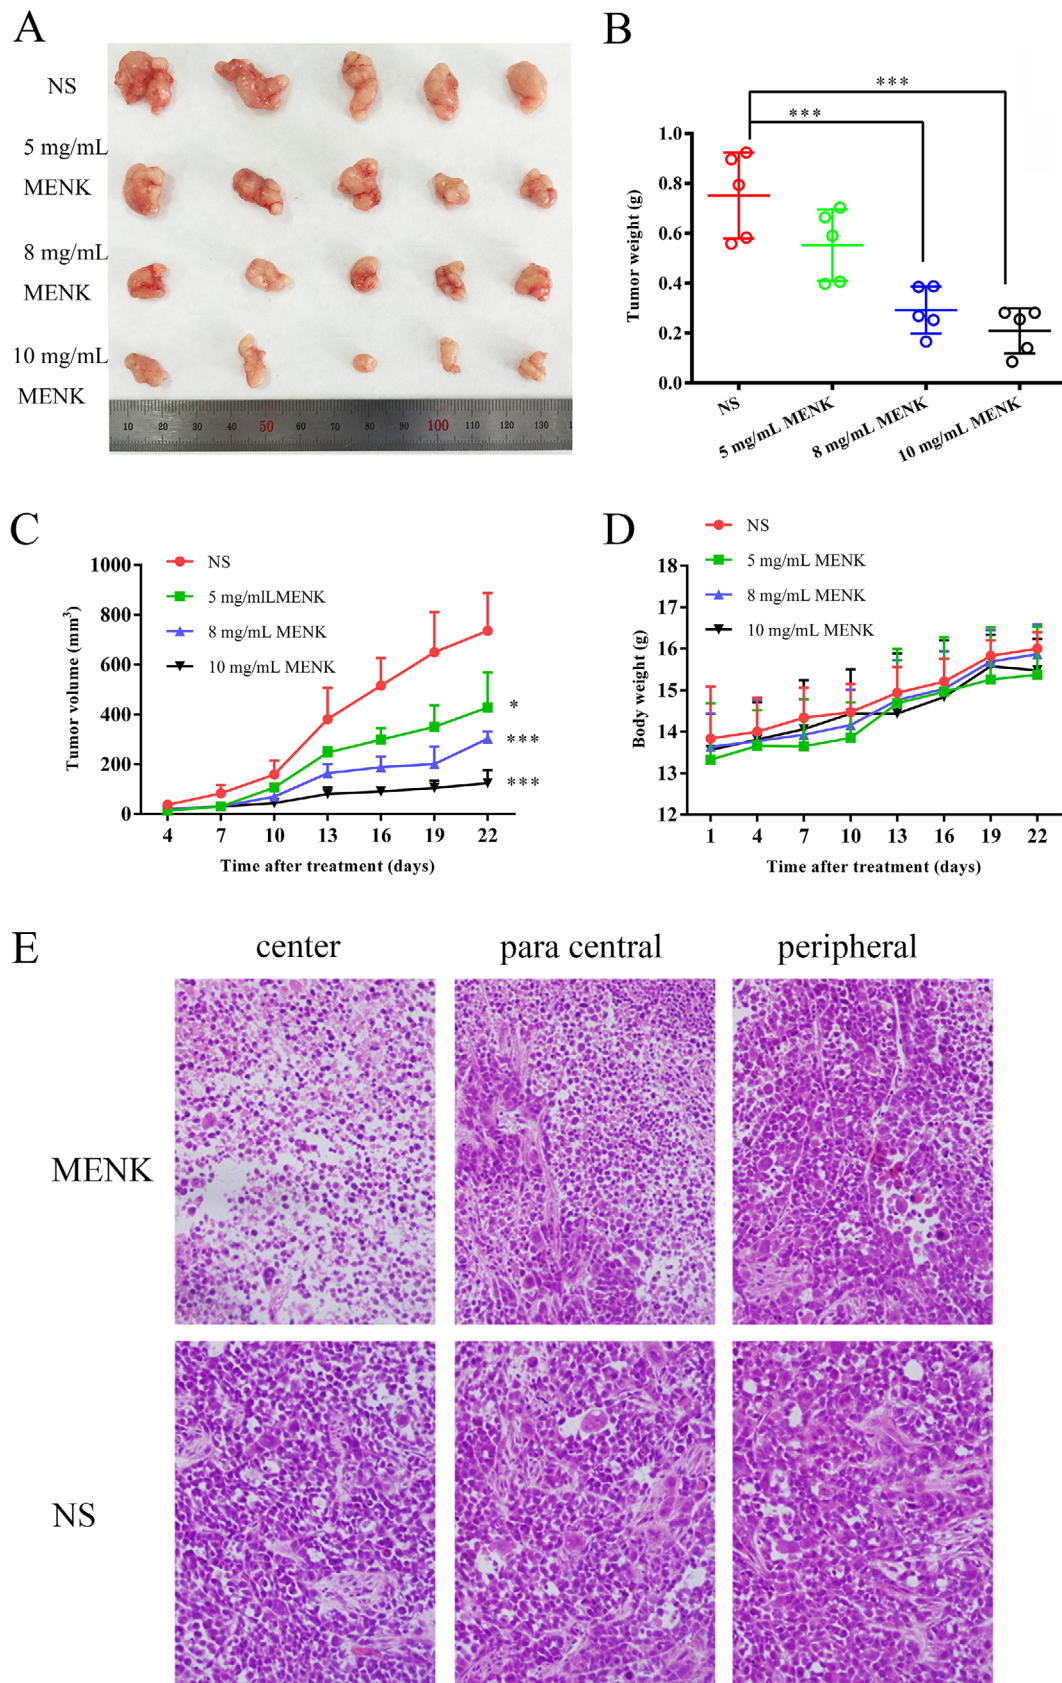 A
NS
5 mg/mL
MENK
8 mg/mL
MENK
10 mg/mL
MENK
10 20 30 40 50 60 70 80 90 100 110 120 130
B
***
***
Tumor weight (g)
1.0
0.8
0.6
0.4
0.2
0.0
NS
5 mg/mL MENK
8 mg/mL MENK
10 mg/mL MENK
C
NS
5 mg/mlLMENK
8 mg/mL MENK
10 mg/mL MENK
Tumor volume (mm³)
1000
800
600
400
200
0
*
***
***
4 7 10 13 16 19 22
Time after treatment (days)
D
NS
5 mg/mL MENK
8 mg/mL MENK
10 mg/mL MENK
Body weight (g)
18
17
16
15
14
13
12
1 4 7 10 13 16 19 22
Time after treatment (days)
E
center para central peripheral
MENK
NS